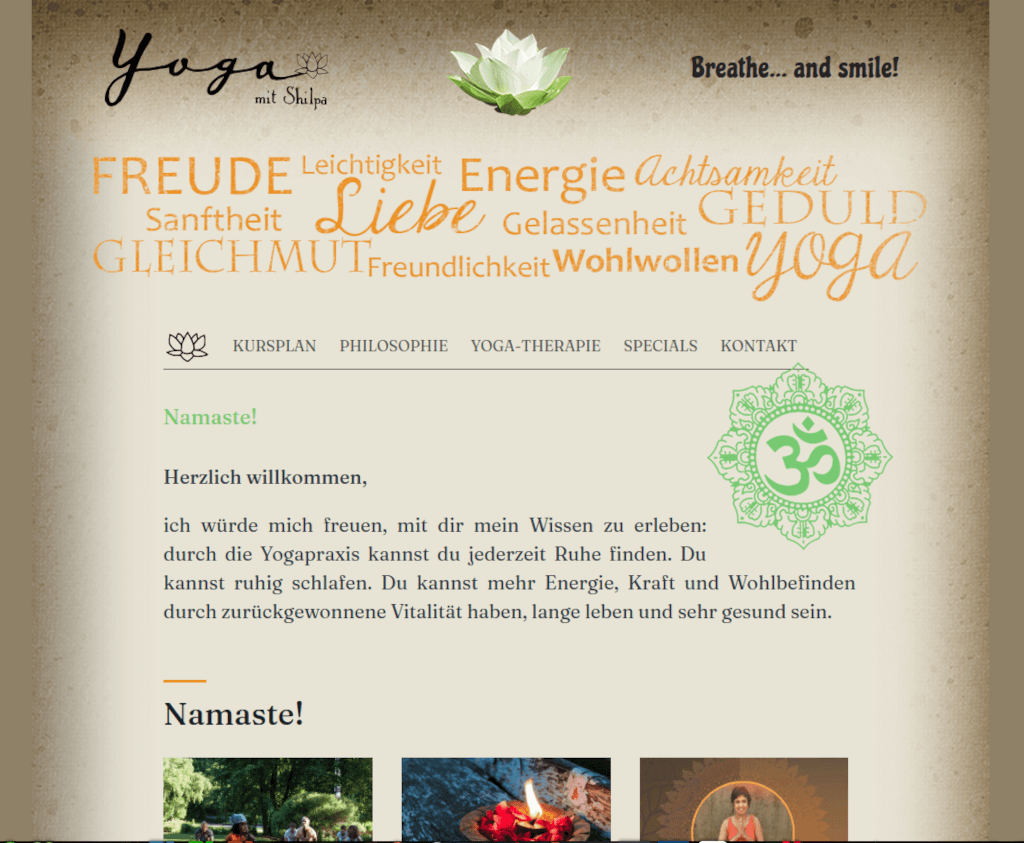 Yoga
mit Shilpa
Breathe... and smile!
FREUDE Leichtigkeit Energie Achtsamkeit
Sanftheit Liebe Gelassenheit GEDULD
GLEICHMUT Freundlichkeit Wohlwollen YOGA
KURSPLAN PHILOSOPHIE YOGA-THERAPIE SPECIALS KONTAKT
ॐ
Namaste!
Herzlich willkommen,
ich würde mich freuen, mit dir mein Wissen zu erleben:
durch die Yogapraxis kannst du jederzeit Ruhe finden. Du
kannst ruhig schlafen. Du kannst mehr Energie, Kraft und Wohlbefinden
durch zurückgewonnene Vitalität haben, lange leben und sehr gesund sein.
Namaste!